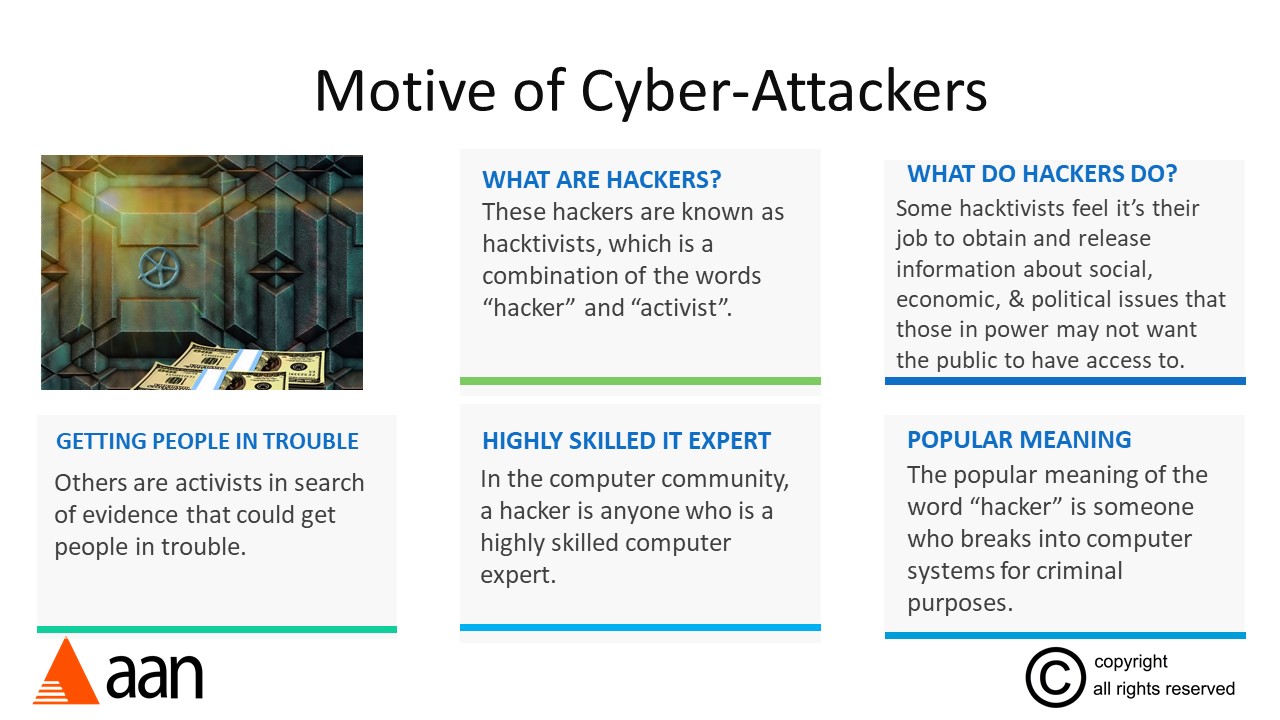 Motive of Cyber-Attackers
WHAT ARE HACKERS?
These hackers are known as
hacktivists, which is a
combination of the words
“hacker” and “activist”.
WHAT DO HACKERS DO?
Some hacktivists feel it’s their
job to obtain and release
information about social,
economic, & political issues that
those in power may not want
the public to have access to.
GETTING PEOPLE IN TROUBLE
Others are activists in search
of evidence that could get
people in trouble.
HIGHLY SKILLED IT EXPERT
In the computer community,
a hacker is anyone who is a
highly skilled computer
expert.
POPULAR MEANING
The popular meaning of the
word “hacker” is someone
who breaks into computer
systems for criminal
purposes.
aan
© copyright
all rights reserved